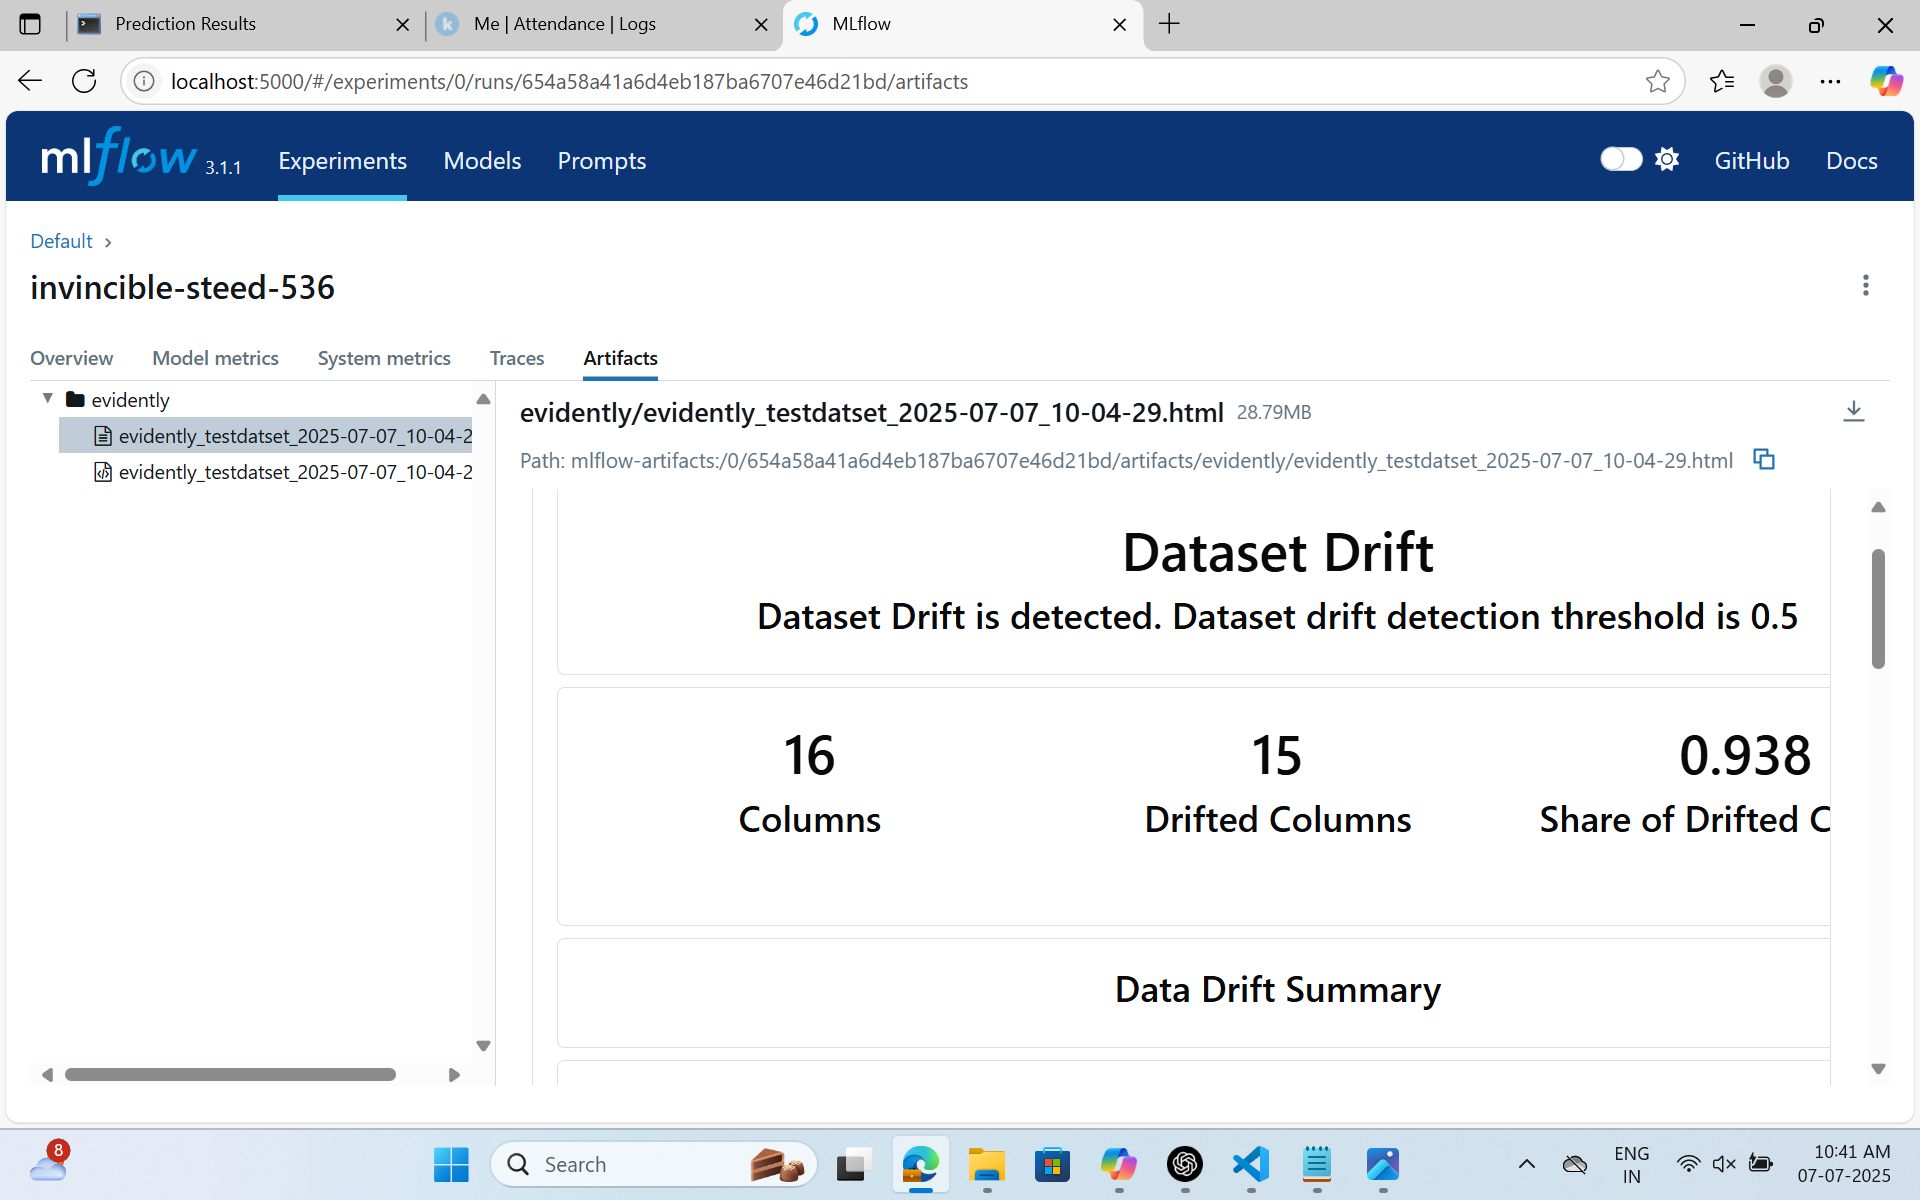 Prediction Results
Me | Attendance | Logs
MLflow
localhost:5000/#/experiments/0/runs/654a58a41a6d4eb187ba6707e46d21bd/artifacts
mlflow 3.1.1
Experiments
Models
Prompts
GitHub
Docs
Default
invincible-steed-536
Overview
Model metrics
System metrics
Traces
Artifacts
evidently
evidently_testdatset_2025-07-07_10-04-2
evidently_testdatset_2025-07-07_10-04-2
evidently/evidently_testdatset_2025-07-07_10-04-29.html 28.79MB
Path: mlflow-artifacts:/0/654a58a41a6d4eb187ba6707e46d21bd/artifacts/evidently/evidently_testdatset_2025-07-07_10-04-29.html
Dataset Drift
Dataset Drift is detected. Dataset drift detection threshold is 0.5
16
Columns
15
Drifted Columns
0.938
Share of Drifted C
Data Drift Summary
8
Search
ENG
IN
10:41 AM
07-07-2025